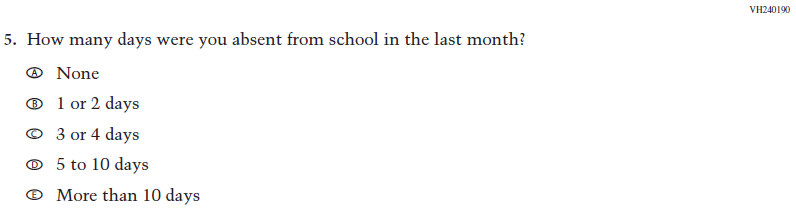 VH240190
5. How many days were you absent from school in the last month?
A None
B 1 or 2 days
C 3 or 4 days
D 5 to 10 days
E More than 10 days